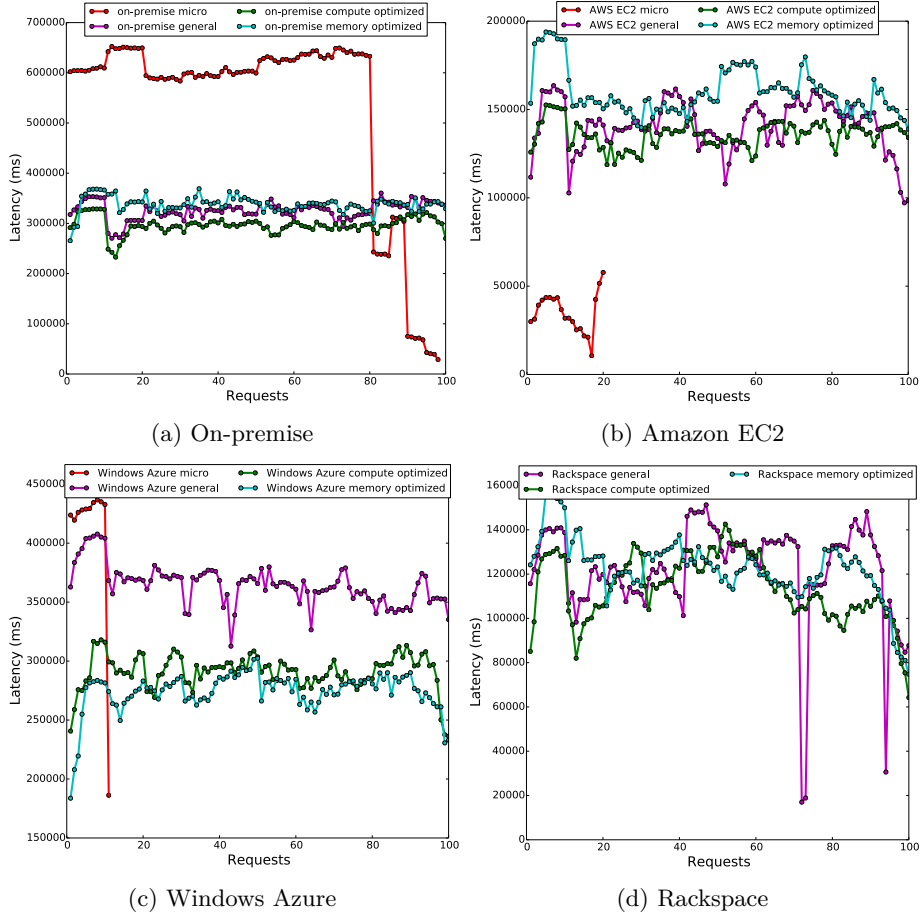 on-premise micro
on-premise general
on-premise compute optimized
on-premise memory optimized
700000
600000
500000
400000
300000
200000
100000
0
Latency (ms)
0 20 40 60 80 100
Requests
(a) On-premise
AWS EC2 micro
AWS EC2 general
AWS EC2 compute optimized
AWS EC2 memory optimized
200000
150000
100000
50000
0
Latency (ms)
0 20 40 60 80 100
Requests
(b) Amazon EC2
Windows Azure micro
Windows Azure general
Windows Azure compute optimized
Windows Azure memory optimized
450000
400000
350000
300000
250000
200000
150000
Latency (ms)
0 20 40 60 80 100
Requests
(c) Windows Azure
Rackspace general
Rackspace compute optimized
Rackspace memory optimized
160000
140000
120000
100000
80000
60000
40000
20000
0
Latency (ms)
0 20 40 60 80 100
Requests
(d) Rackspace